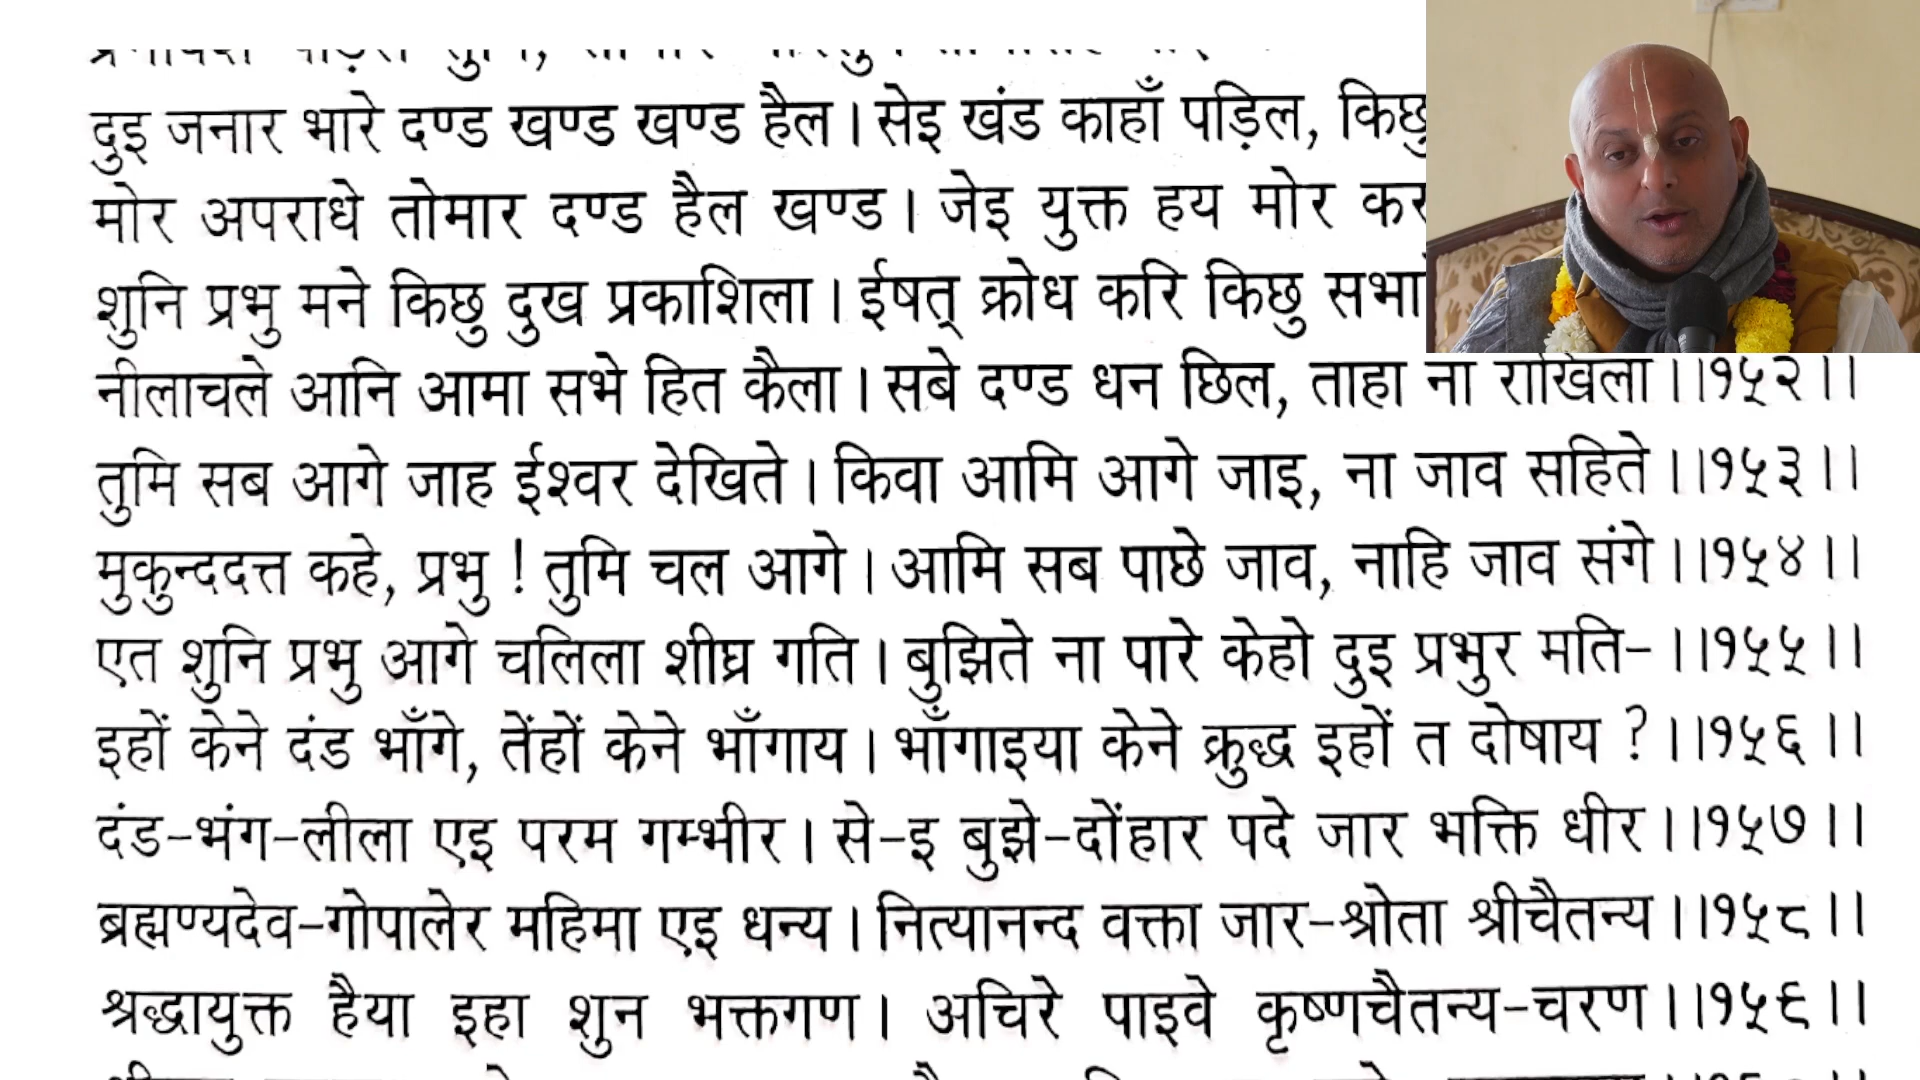 दुइ जनार भारे दण्ड खण्ड खण्ड हैल। सेइ खंड काहाँ पड़िल, किछु
मोर अपराधे तोमार दण्ड हैल खण्ड। जेइ युक्त हय मोर कर
शुनि प्रभु मने किछु दुख प्रकाशिला। ईषत् क्रोध करि किछु
नीलाचले आनि आमा सभे हित कैला। सबे दण्ड धन छिल, ताहा ना राखिला।।१५२।।
तुमि सब आगे जाह ईश्वर देखिते। किवा आमि आगे जाइ, ना जाव सहिते।।१५३।।
मुकुन्ददत्त कहे, प्रभु ! तुमि चल आगे। आमि सब पाछे जाव, नाहि जाव संगे।।१५४।।
एत शुनि प्रभु आगे चलिला शीघ्र गति। बुझिते ना पारे केहो दुइ प्रभुर मति-।।१५५।।
इहों केने दंड भाँगे, तेंहों केने भाँगाय। भाँगाइया केने क्रुद्ध इहों त दोषाय ?।।१५६।।
दंड-भंग-लीला एइ परम गम्भीर। से-इ बुझे-दोंहार पदे जार भक्ति धीर।।१५७।।
ब्रह्मण्यदेव-गोपालेर महिमा एइ धन्य। नित्यानन्द वक्ता जार-श्रोता श्रीचैतन्य।।१५८।।
श्रद्धायुक्त हैया इहा शुन भक्तगण। अचिरे पाइवे कृष्णचैतन्य-चरण।।१५९।।